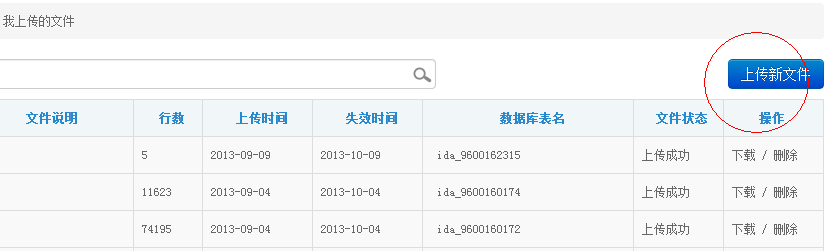 我上传的文件
上传新文件
文件说明 行数 上传时间 失效时间 数据库表名 文件状态 操作
5 2013-09-09 2013-10-09 ida_9600162315 上传成功 下载 / 删除
11623 2013-09-04 2013-10-04 ida_9600160174 上传成功 下载 / 删除
74195 2013-09-04 2013-10-04 ida_9600160172 上传成功 下载 / 删除